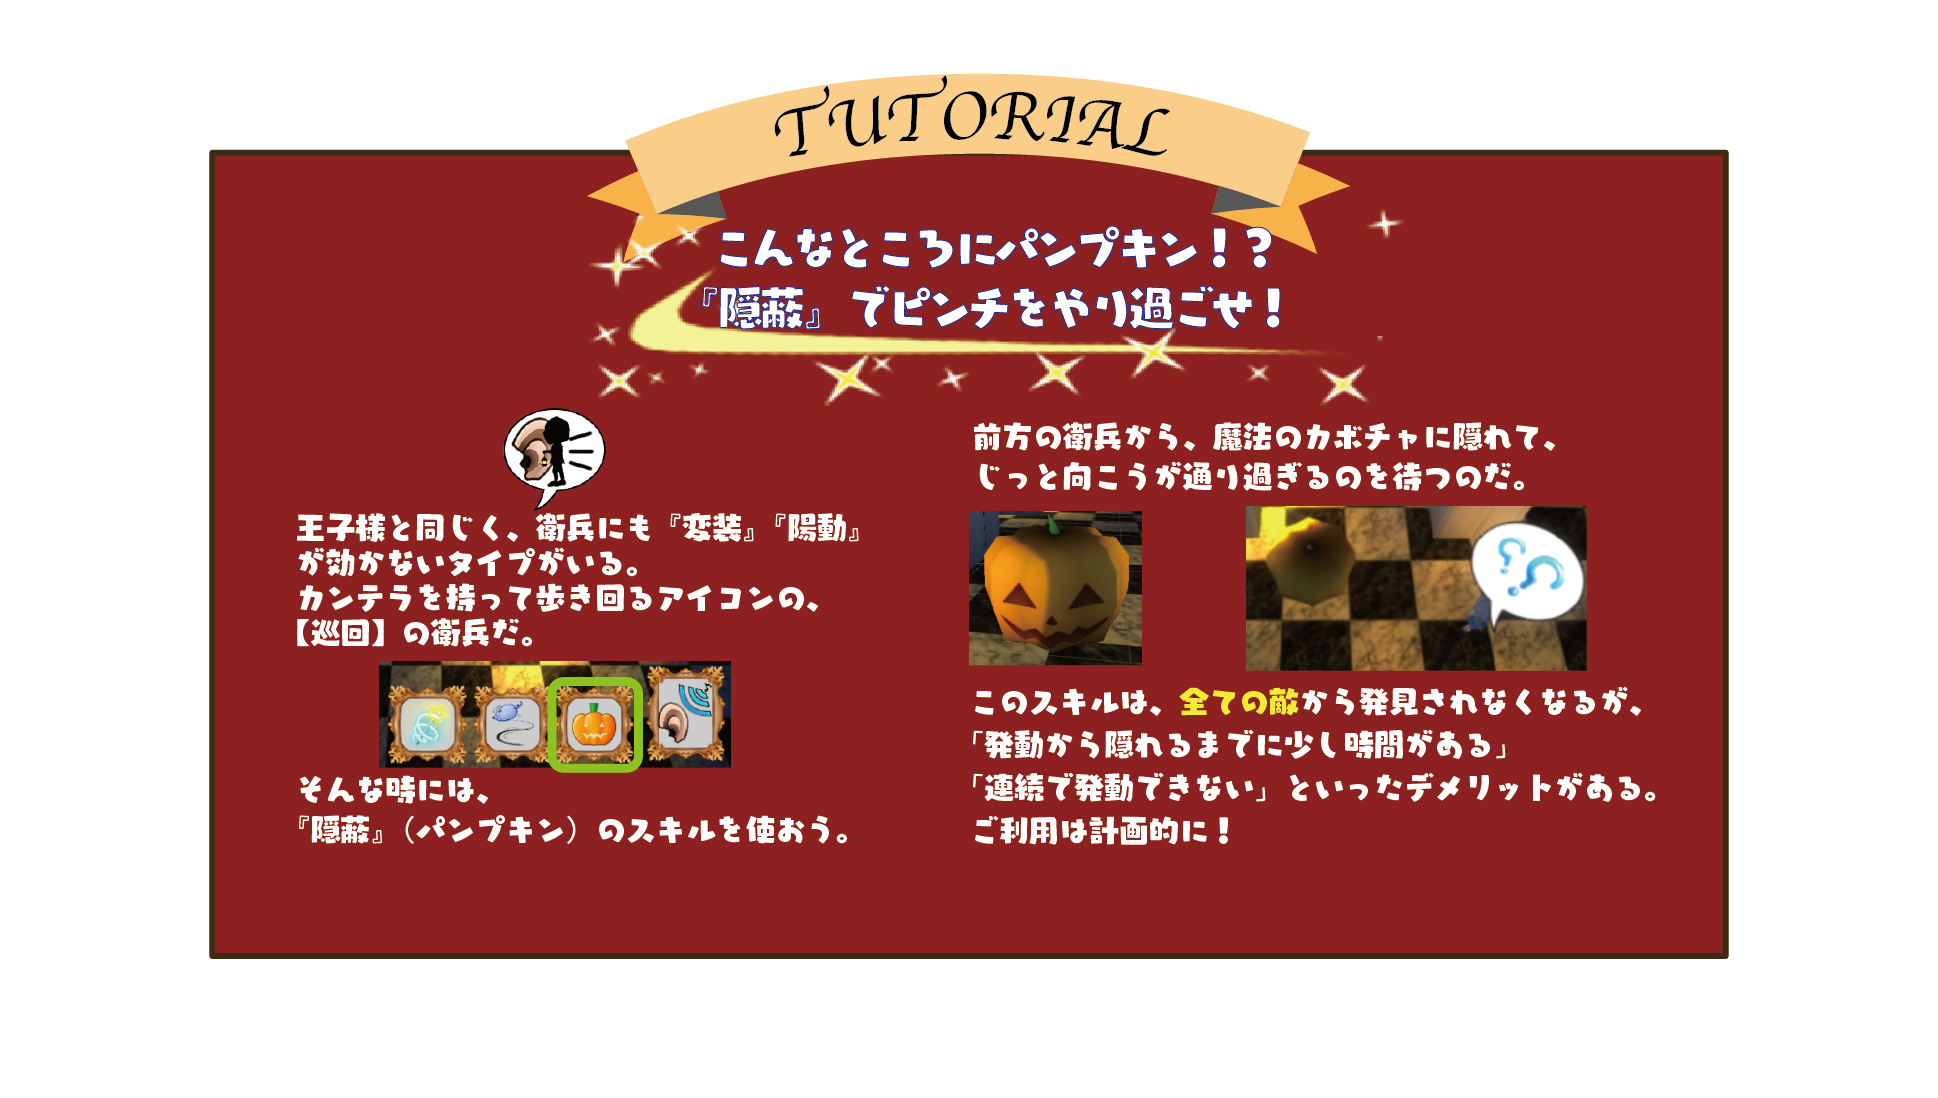 TUTORIAL
こんなところにパンプキン！？
『隠蔽』でピンチをやり過ごせ！
王子様と同じく、衛兵にも『変装』『陽動』
が効かないタイプがいる。
カンテラを持って歩き回るアイコンの、
【巡回】の衛兵だ。
そんな時には、
『隠蔽』（パンプキン）のスキルを使おう。
前方の衛兵から、魔法のカボチャに隠れて、
じっと向こうが通り過ぎるのを待つのだ。
このスキルは、全ての敵から発見されなくなるが、
「発動から隠れるまでに少し時間がある」
「連続で発動できない」といったデメリットがある。
ご利用は計画的に！